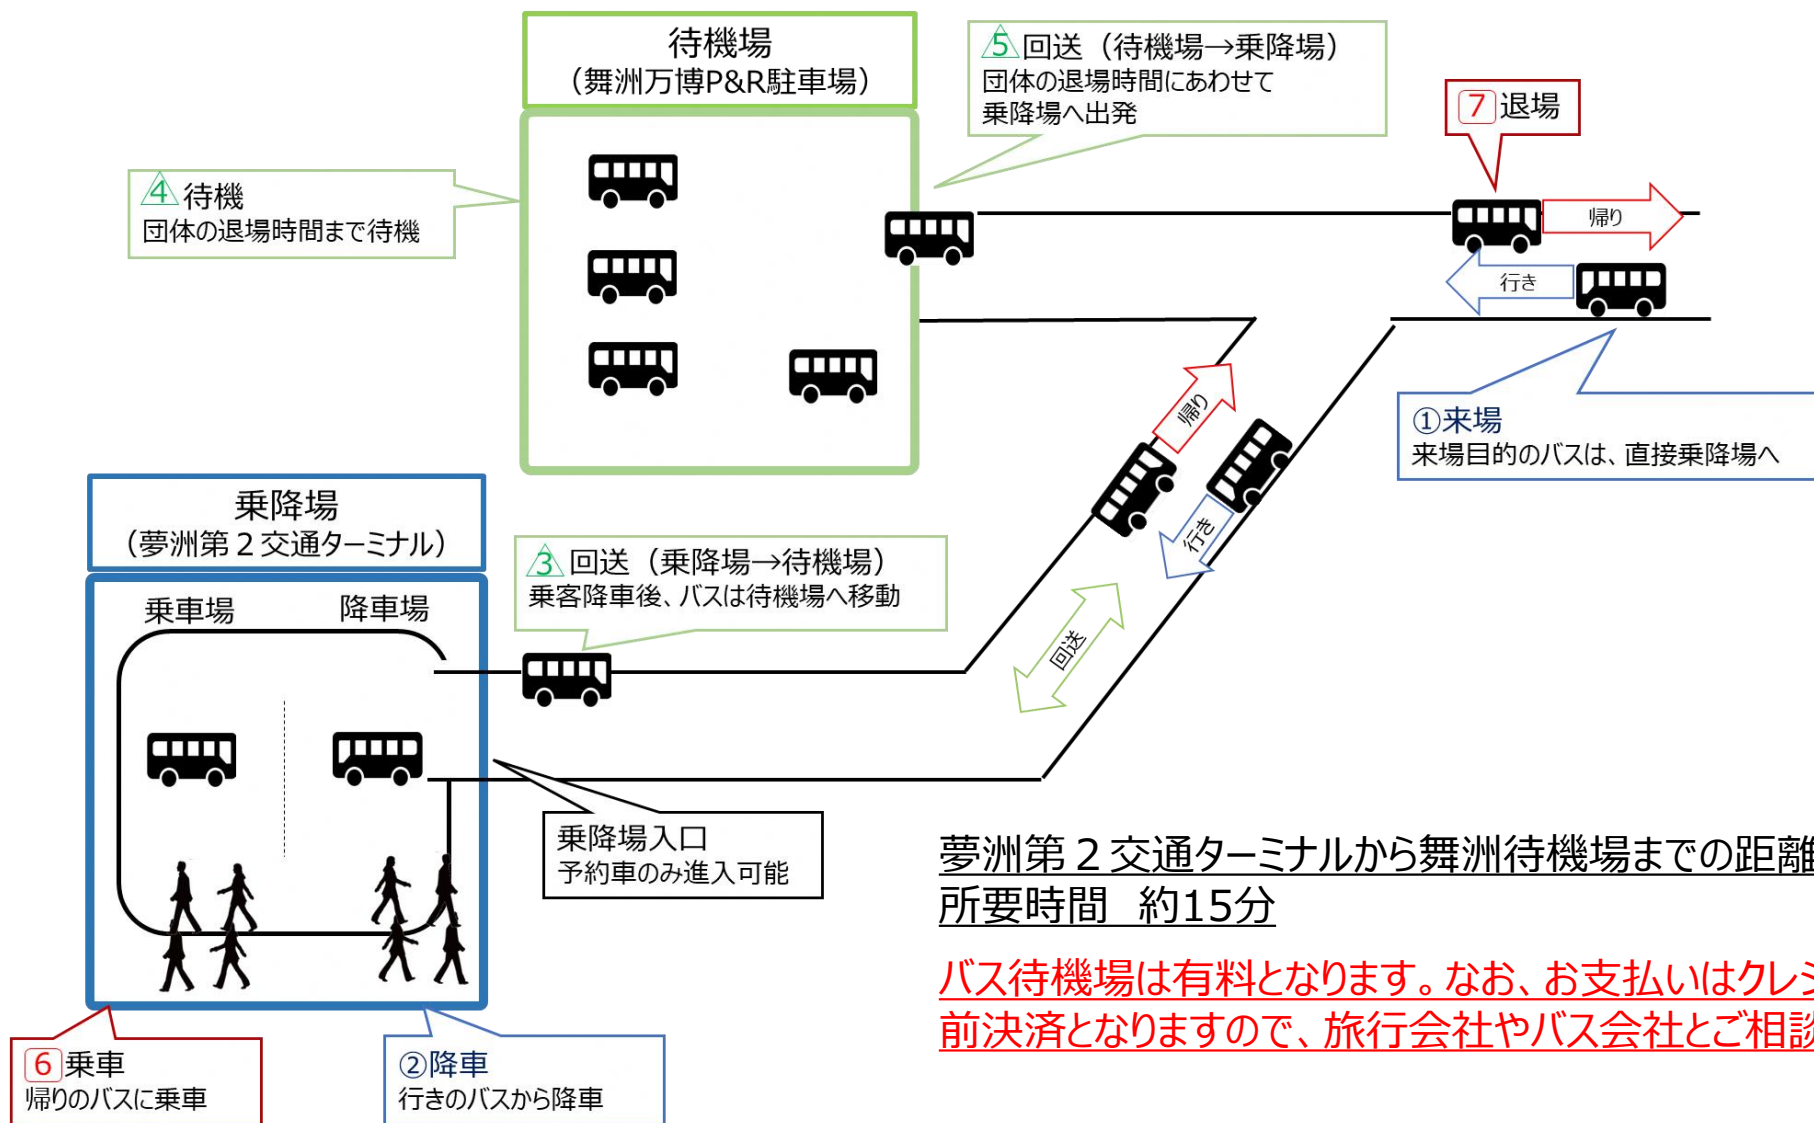 待機場
（舞洲万博P&R駐車場）
5 回送（待機場→乗降場）
団体の退場時間にあわせて
乗降場へ出発
7 退場
4 待機
団体の退場時間まで待機
帰り
行き
①来場
来場目的のバスは、直接乗降場へ
帰り
行き
回送
乗降場
（夢洲第２交通ターミナル）
3 回送（乗降場→待機場）
乗客降車後、バスは待機場へ移動
乗車場 降車場
乗降場入口
予約車のみ進入可能
夢洲第２交通ターミナルから舞洲待機場までの距離
所要時間　約15分
バス待機場は有料となります。なお、お支払いはクレジ
前決済となりますので、旅行会社やバス会社とご相談
6 乗車
帰りのバスに乗車
②降車
行きのバスから降車